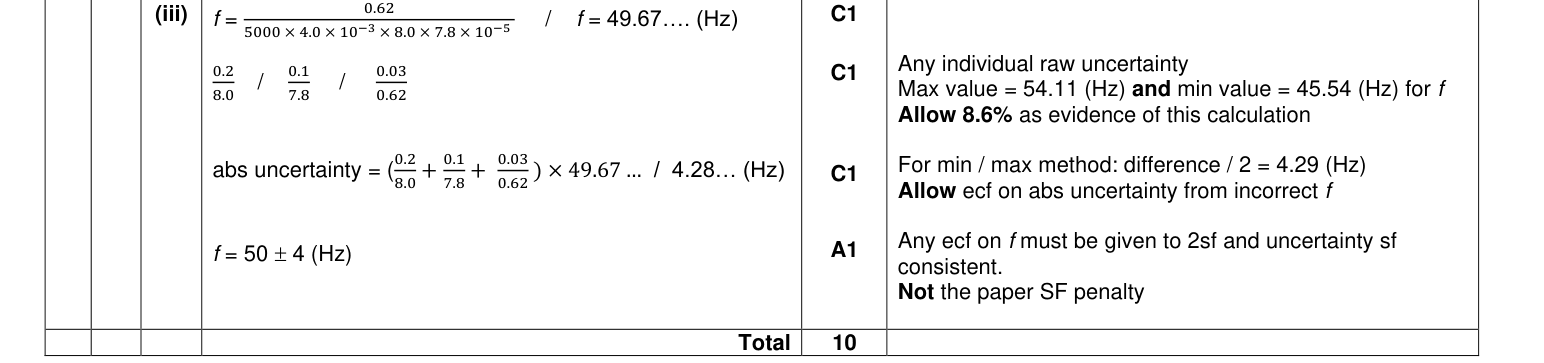 (iii) f = 0.62 / 5000 × 4.0 × 10⁻³ × 8.0 × 7.8 × 10⁻⁵ / f = 49.67…. (Hz) C1
0.2/8.0 / 0.1/7.8 / 0.03/0.62 C1
Any individual raw uncertainty
Max value = 54.11 (Hz) and min value = 45.54 (Hz) for f
Allow 8.6% as evidence of this calculation
abs uncertainty = (0.2/8.0 + 0.1/7.8 + 0.03/0.62) × 49.67 ... / 4.28… (Hz) C1
For min / max method: difference / 2 = 4.29 (Hz)
Allow ecf on abs uncertainty from incorrect f
f = 50 ± 4 (Hz) A1
Any ecf on f must be given to 2sf and uncertainty sf
consistent.
Not the paper SF penalty
Total 10